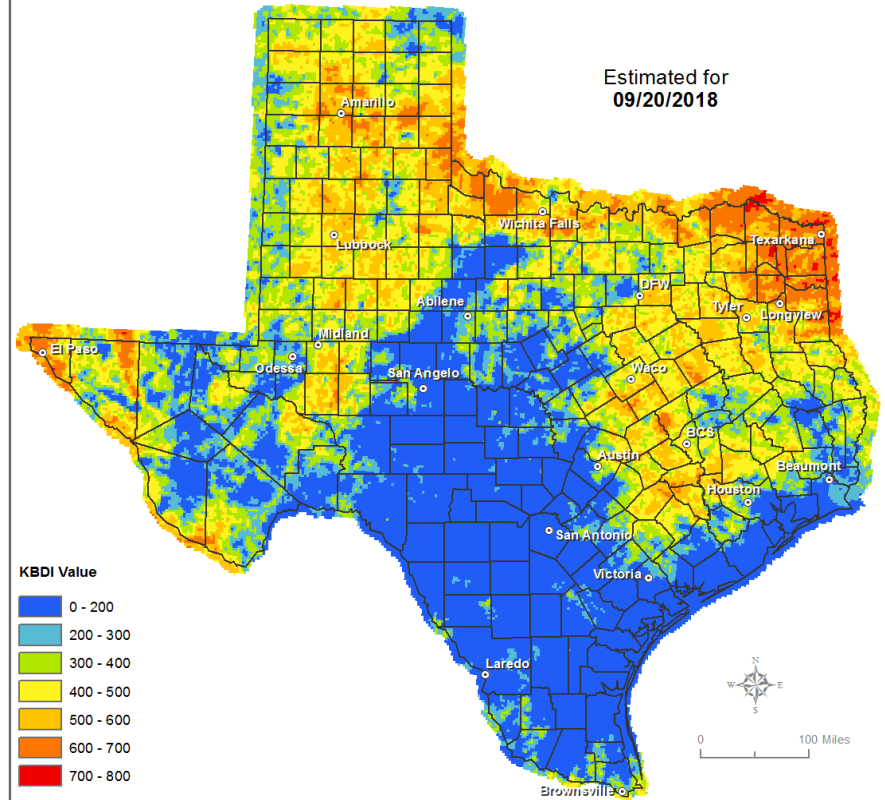 Estimated for
09/20/2018
Amarillo
Wichita Falls
Lubbock
Texarkana
DFW
Abilene
Tyler
Longview
El Paso
Midland
Odessa
San Angelo
Waco
BCS
Austin
Beaumont
Houston
San Antonio
Victoria
Laredo
Brownsville
KBDI Value
0 - 200
200 - 300
300 - 400
400 - 500
500 - 600
600 - 700
700 - 800
N
W E
S
0 100 Miles